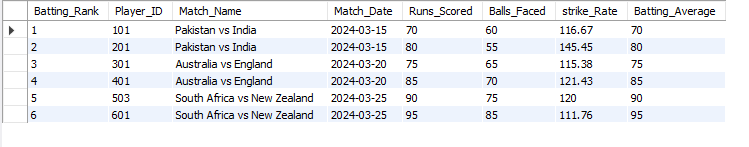 Batting_Rank Player_ID Match_Name Match_Date Runs_Scored Balls_Faced strike_Rate Batting_Average
1 101 Pakistan vs India 2024-03-15 70 60 116.67 70
2 201 Pakistan vs India 2024-03-15 80 55 145.45 80
3 301 Australia vs England 2024-03-20 75 65 115.38 75
4 401 Australia vs England 2024-03-20 85 70 121.43 85
5 503 South Africa vs New Zealand 2024-03-25 90 75 120 90
6 601 South Africa vs New Zealand 2024-03-25 95 85 111.76 95